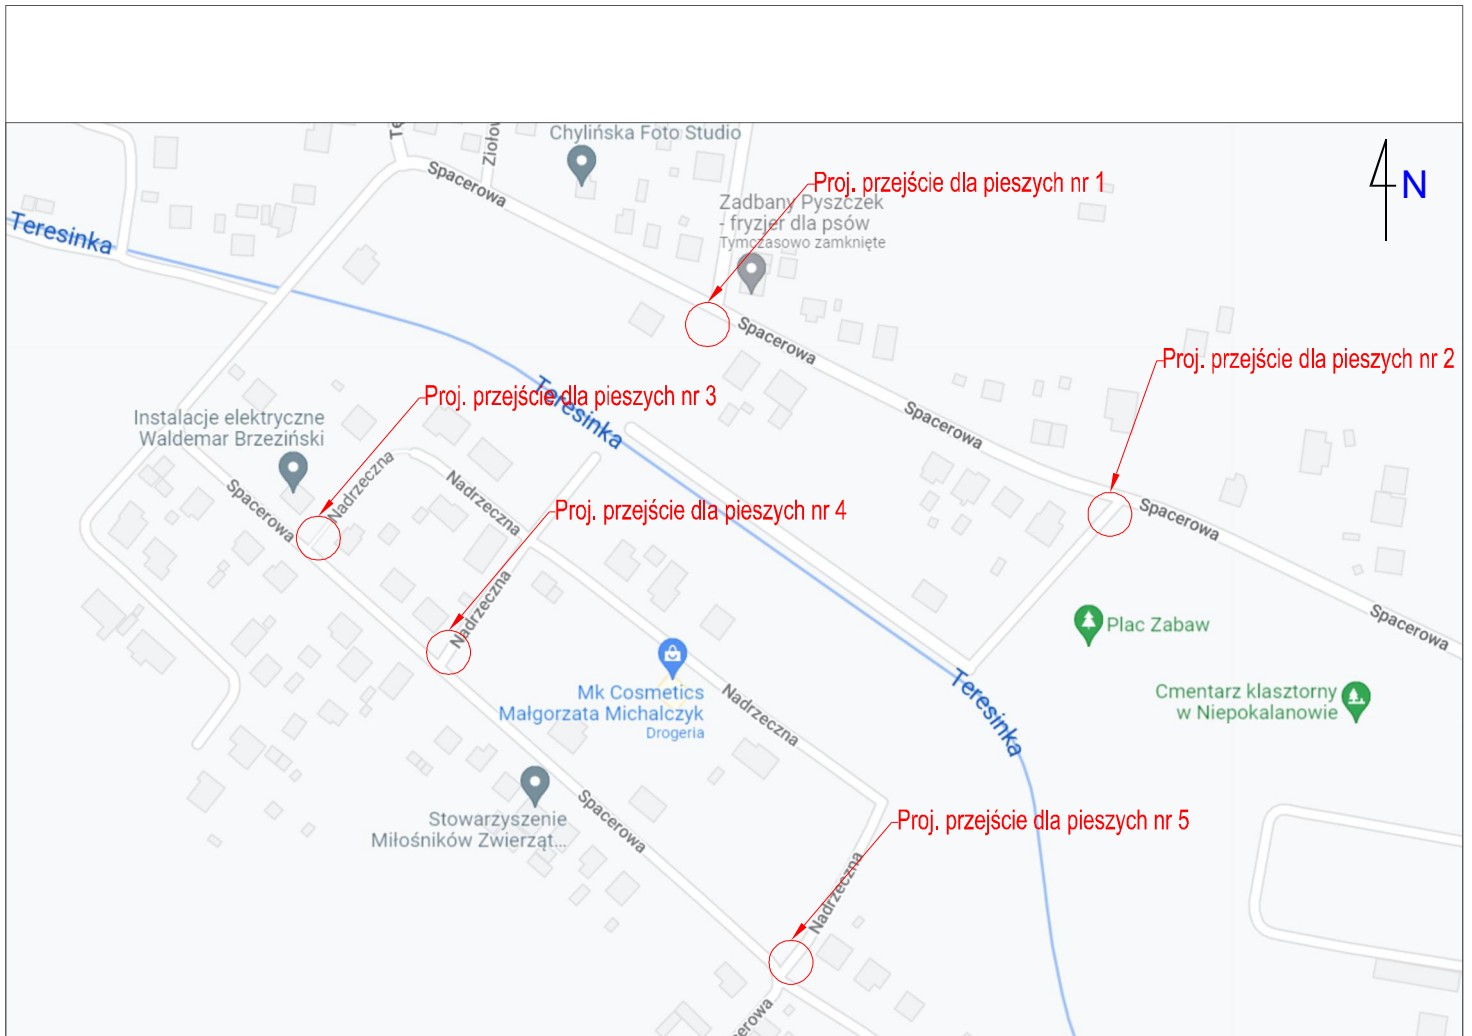 Chylińska Foto Studio
Te
Ziołow
Spacerowa
Proj. przejście dla pieszych nr 1
N
Zadbany Pyszczek
- fryzjer dla psów
Tymczasowo zamknięte
Teresinka
Spacerowa
Proj. przejście dla pieszych nr 2
Proj. przejście dla pieszych nr 3
Teresinka
Spacerowa
Instalacje elektryczne
Waldemar Brzeziński
Nadrzeczna
Nadrzeczna
Spacerowa
Proj. przejście dla pieszych nr 4
Spacerowa
Nadrzeczna
Plac Zabaw
Spacerowa
Mk Cosmetics
Małgorzata Michalczyk
Drogeria
Nadrzeczna
Teresinka
Cmentarz klasztorny
w Niepokalanowie
Stowarzyszenie
Miłośników Zwierząt...
Spacerowa
Proj. przejście dla pieszych nr 5
Nadrzeczna
erowa